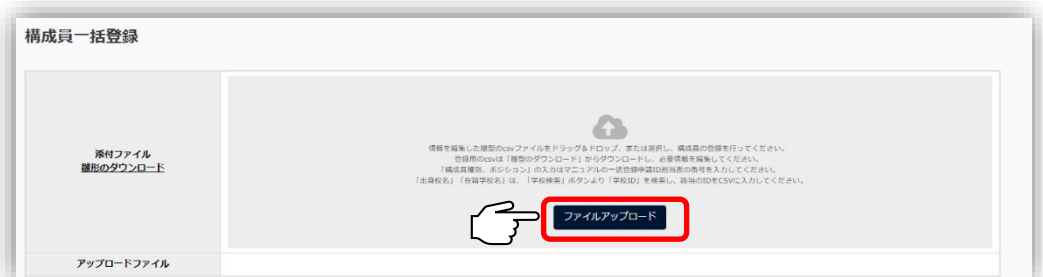 構成員一括登録
添付ファイル
雛形のダウンロード
情報を編集した雛型のcsvファイルをドラッグ&ドロップ、または選択し、構成員の登録を行ってください。
登録用のcsvは「雛型のダウンロード」からダウンロードし、必要情報を編集してください。
「構成員種別、ポジション」の入力はマニュアルの一括登録申請ID割当表の番号を入力してください。
「出身校名」「在籍学校名」は、「学校検索」ボタンより「学校ID」を検索し、該当のIDをCSVに入力してください。
ファイルアップロード
アップロードファイル